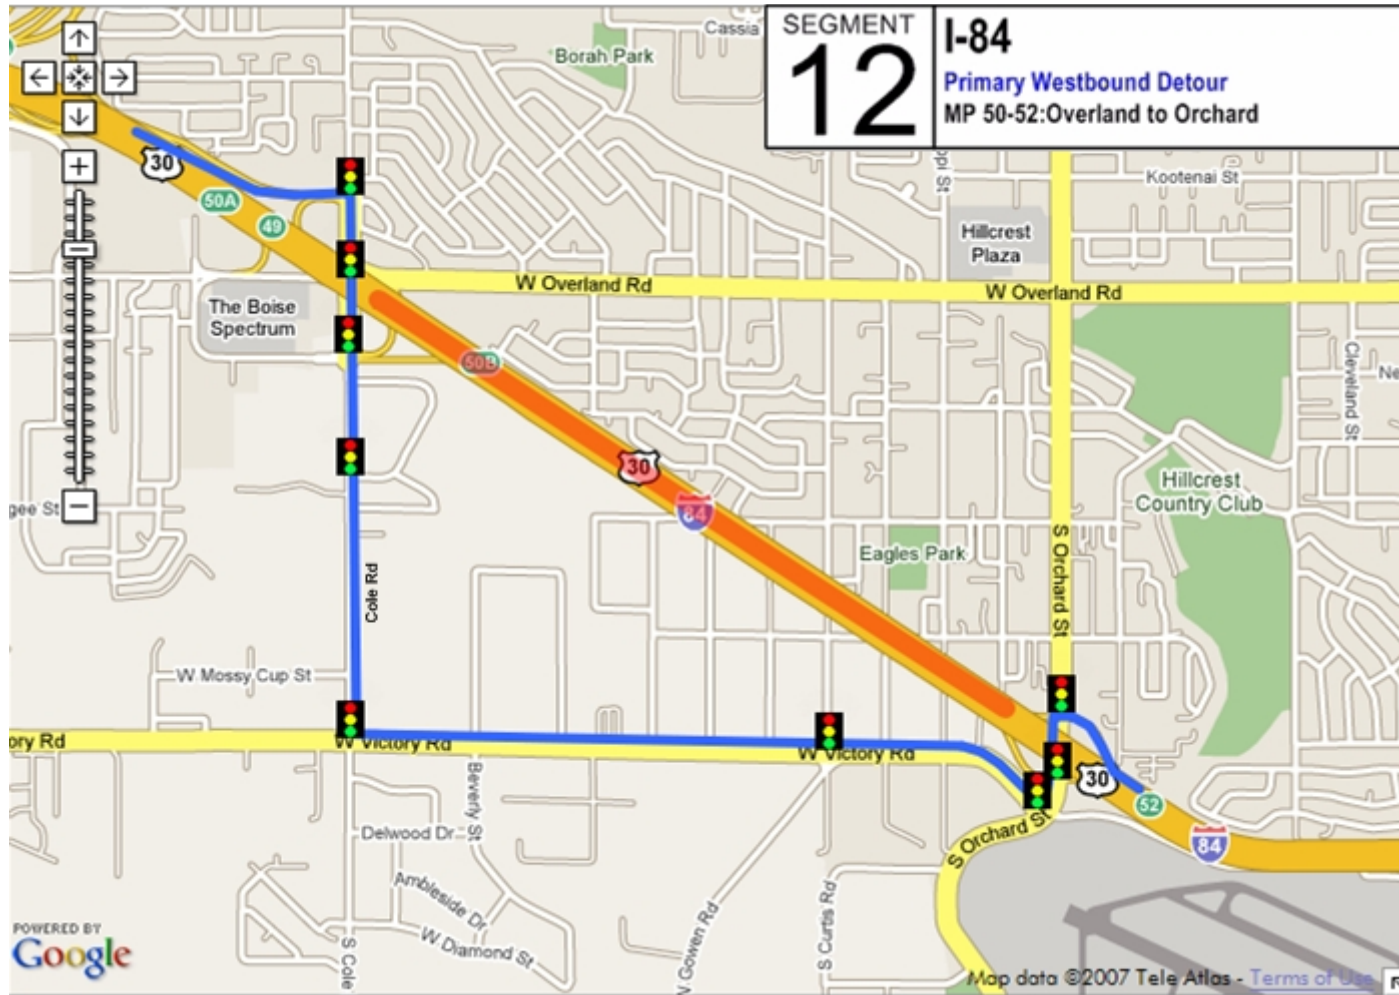 SEGMENT
12
I-84
Primary Westbound Detour
MP 50-52:Overland to Orchard
Cassia
Borah Park
30
50A
49
Kootenai St
Hillcrest
Plaza
W Overland Rd
W Overland Rd
The Boise
Spectrum
50B
Cleveland St
30
84
Hillcrest
Country Club
Eagles Park
S Orchard St
Cole Rd
W Mossy Cup St
W Victory Rd
W Victory Rd
30
52
84
S Orchard St
Beverly St
Delwood Dr
Ambleside Dr
W Diamond St
S Cole
S Curtis Rd
Gowen Rd
POWERED BY
Google
Map data ©2007 Tele Atlas - Terms of Use